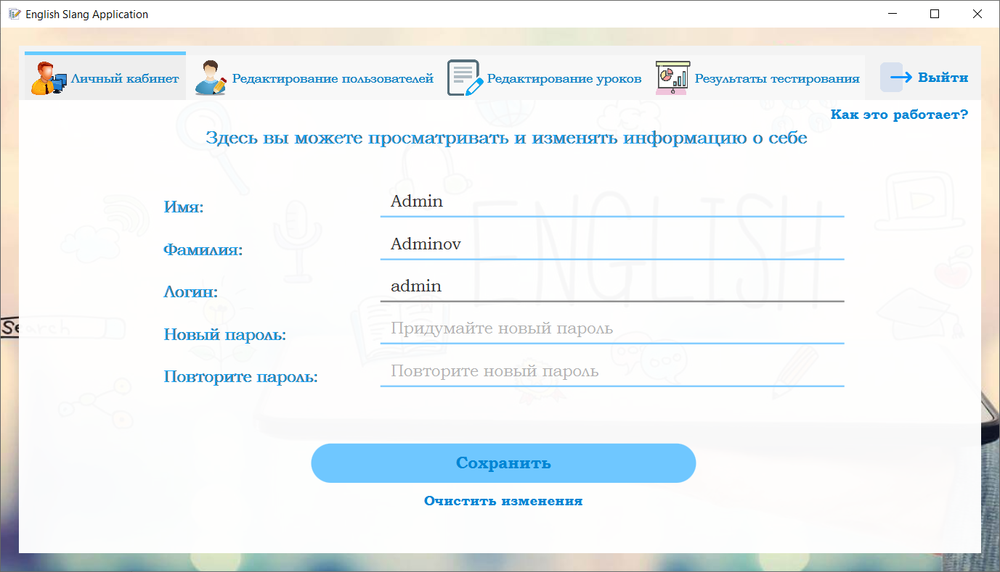 English Slang Application
Личный кабинет Редактирование пользователей Редактирование уроков Результаты тестирования Выйти
Как это работает?
Здесь вы можете просматривать и изменять информацию о себе
Имя: Admin
Фамилия: Adminov
Логин: admin
Новый пароль: Придумайте новый пароль
Повторите пароль: Повторите новый пароль
ENGLISH
Search
Сохранить
Очистить изменения